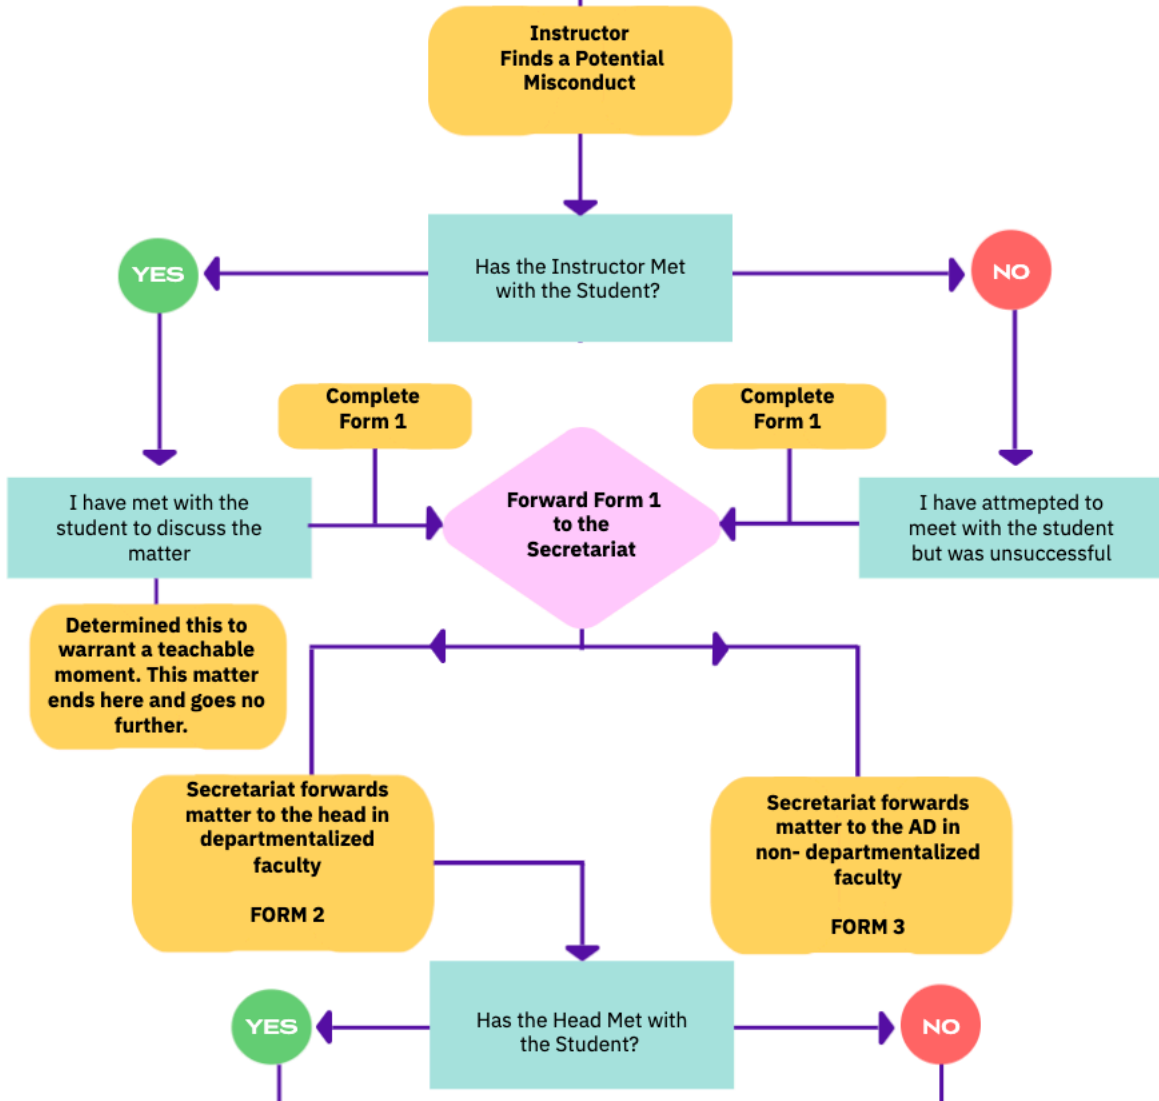 Instructor
Finds a Potential
Misconduct
YES
Has the Instructor Met
with the Student?
NO
Complete
Form 1
Complete
Form 1
I have met with the
student to discuss the
matter
Forward Form 1
to the
Secretariat
I have attmepted to
meet with the student
but was unsuccessful
Determined this to
warrant a teachable
moment. This matter
ends here and goes no
further.
Secretariat forwards
matter to the head in
departmentalized
faculty
FORM 2
Secretariat forwards
matter to the AD in
non- departmentalized
faculty
FORM 3
YES
Has the Head Met with
the Student?
NO